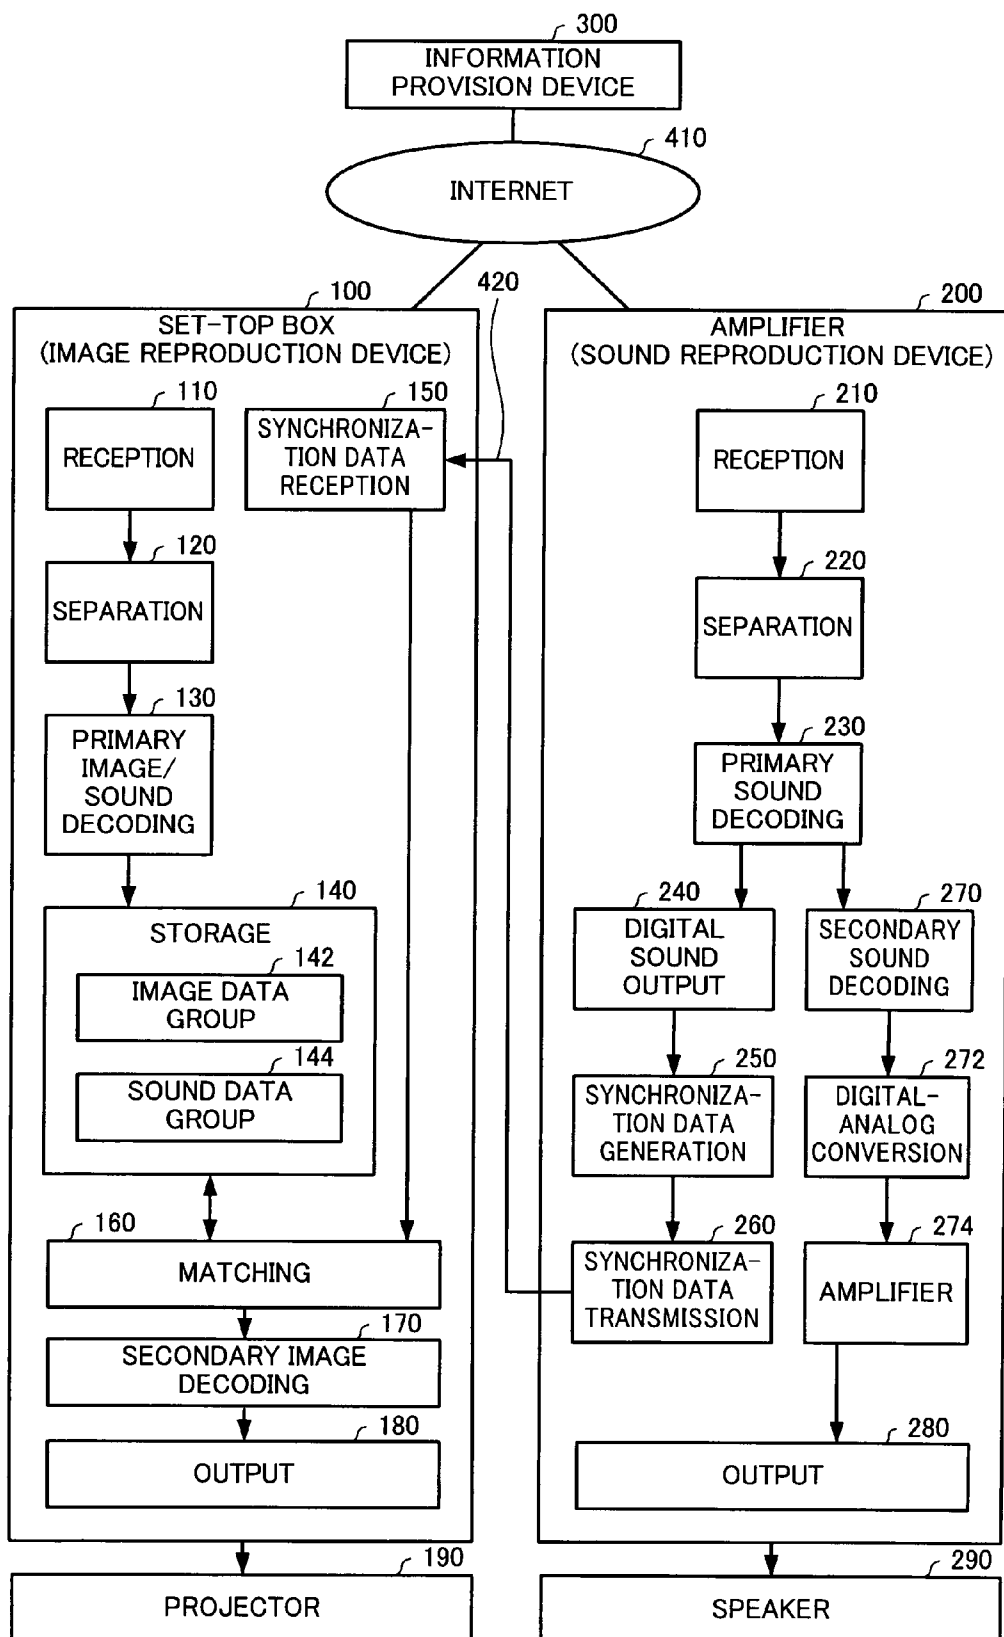 300
INFORMATION
PROVISION DEVICE
410
INTERNET
100
SET-TOP BOX
(IMAGE REPRODUCTION DEVICE)
110
RECEPTION
150
SYNCHRONIZA-
TION DATA
RECEPTION
420
120
SEPARATION
130
PRIMARY
IMAGE/
SOUND
DECODING
140
STORAGE
142
IMAGE DATA
GROUP
144
SOUND DATA
GROUP
160
MATCHING
170
SECONDARY IMAGE
DECODING
180
OUTPUT
190
PROJECTOR
200
AMPLIFIER
(SOUND REPRODUCTION DEVICE)
210
RECEPTION
220
SEPARATION
230
PRIMARY
SOUND
DECODING
240
DIGITAL
SOUND
OUTPUT
250
SYNCHRONIZA-
TION DATA
GENERATION
260
SYNCHRONIZA-
TION DATA
TRANSMISSION
270
SECONDARY
SOUND
DECODING
272
DIGITAL-
ANALOG
CONVERSION
274
AMPLIFIER
280
OUTPUT
290
SPEAKER